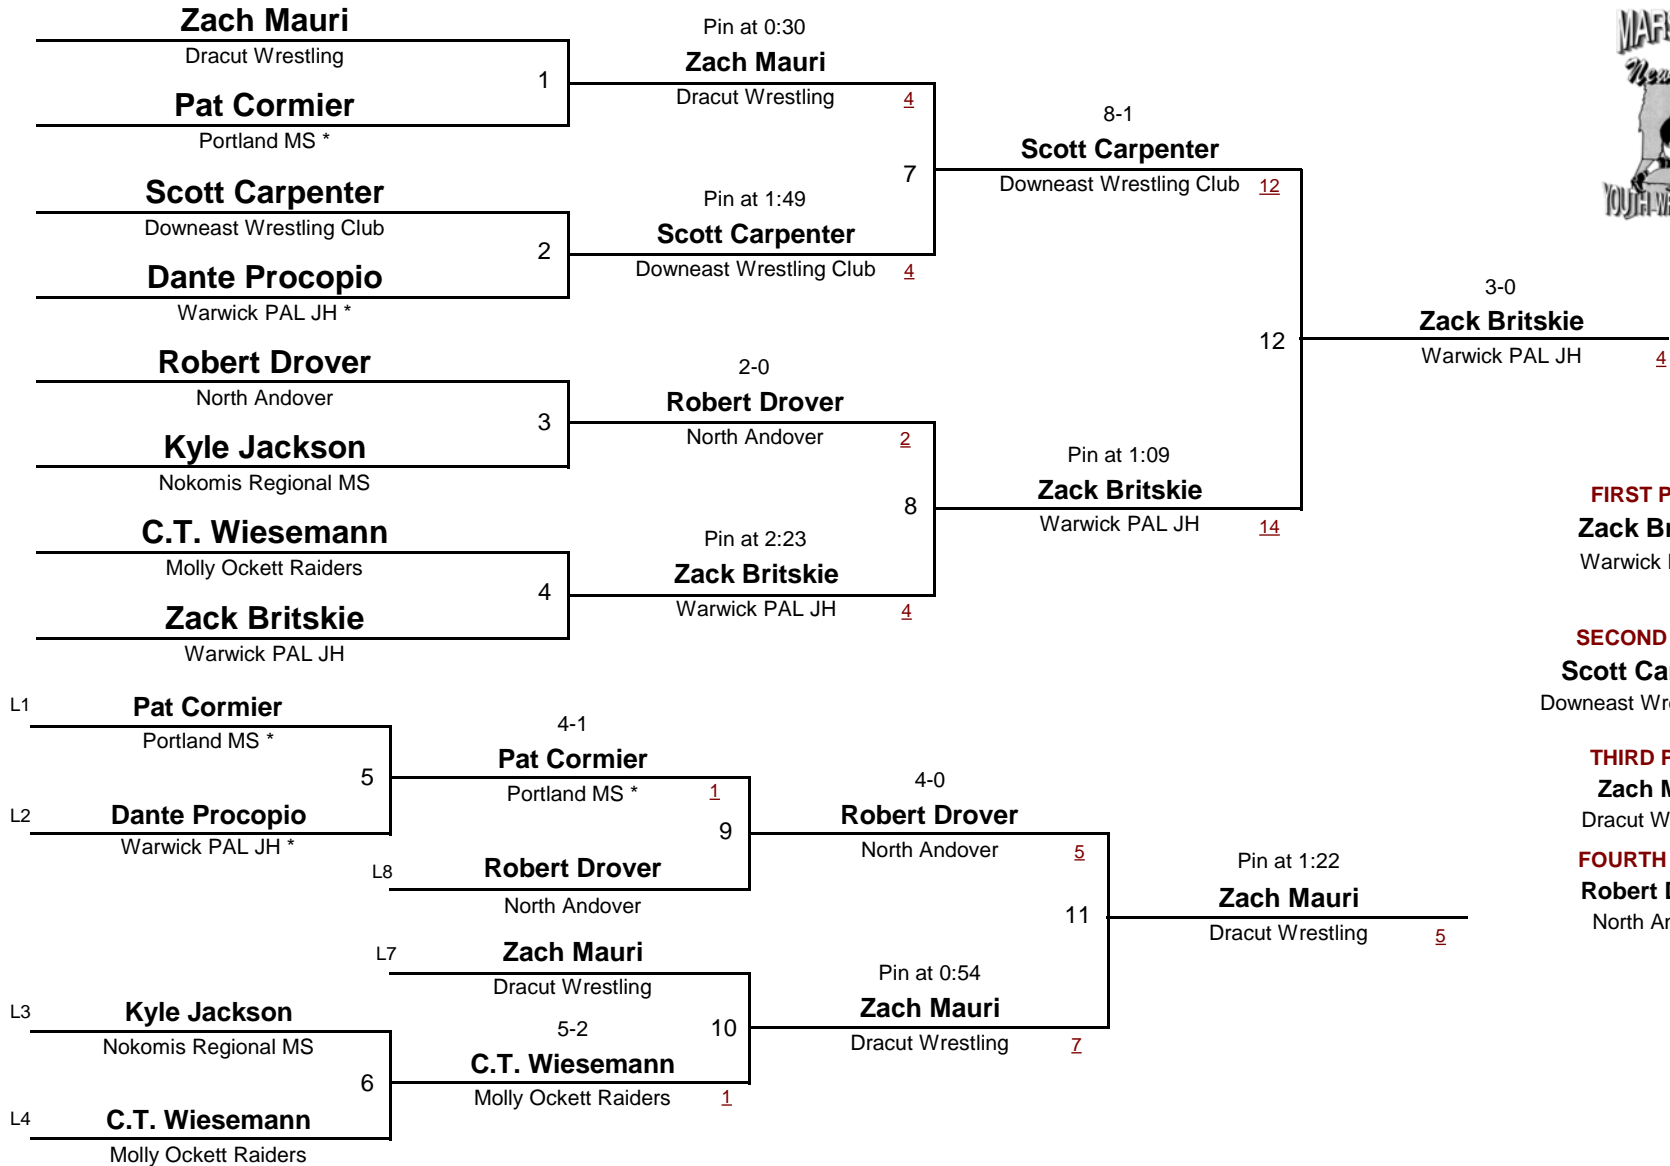 Zach Mauri
Dracut Wrestling
1
Pat Cormier
Portland MS *
Scott Carpenter
Downeast Wrestling Club
2
Dante Procopio
Warwick PAL JH *
Robert Drover
North Andover
3
Kyle Jackson
Nokomis Regional MS
C.T. Wiesemann
Molly Ockett Raiders
4
Zack Britskie
Warwick PAL JH
Pin at 0:30
Zach Mauri
Dracut Wrestling 4
7
Pin at 1:49
Scott Carpenter
Downeast Wrestling Club 4
2-0
Robert Drover
North Andover 2
8
Pin at 2:23
Zack Britskie
Warwick PAL JH 4
8-1
Scott Carpenter
Downeast Wrestling Club 12
12
Pin at 1:09
Zack Britskie
Warwick PAL JH 14
3-0
Zack Britskie
Warwick PAL JH 4
L1 Pat Cormier
Portland MS *
5
L2 Dante Procopio
Warwick PAL JH *
4-1
Pat Cormier
Portland MS * 1
9
L8 Robert Drover
North Andover
L7 Zach Mauri
Dracut Wrestling
10
L3 Kyle Jackson
Nokomis Regional MS
6
L4 C.T. Wiesemann
Molly Ockett Raiders
5-2
C.T. Wiesemann
Molly Ockett Raiders 1
4-0
Robert Drover
North Andover 5
11
Pin at 0:54
Zach Mauri
Dracut Wrestling 7
Pin at 1:22
Zach Mauri
Dracut Wrestling 5
FIRST P
Zack Br
Warwick
SECOND
Scott Ca
Downeast Wr
THIRD P
Zach M
Dracut W
FOURTH
Robert
North A